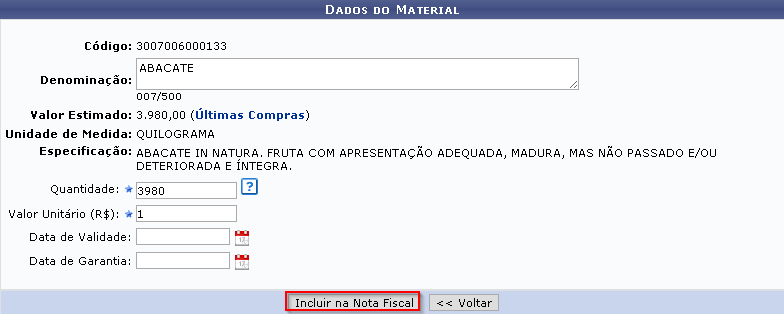 DADOS DO MATERIAL
Código: 3007006000133
Denominação: ABACATE
007/500
Valor Estimado: 3.980,00 (Últimas Compras)
Unidade de Medida: QUILOGRAMA
Especificação: ABACATE IN NATURA. FRUTA COM APRESENTAÇÃO ADEQUADA, MADURA, MAS NÃO PASSADO E/OU
DETERIORADA E ÍNTEGRA.
Quantidade: 3980 ?
Valor Unitário (R$): 1
Data de Validade:
Data de Garantia:
Incluir na Nota Fiscal << Voltar